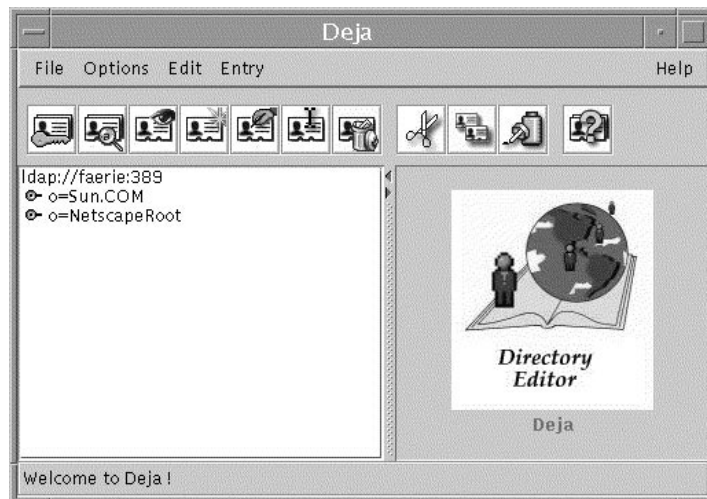 Deja
File Options Edit Entry Help
ldap://faerie:389
o=Sun.COM
o=NetscapeRoot
Directory
Editor
Deja
Welcome to Deja !